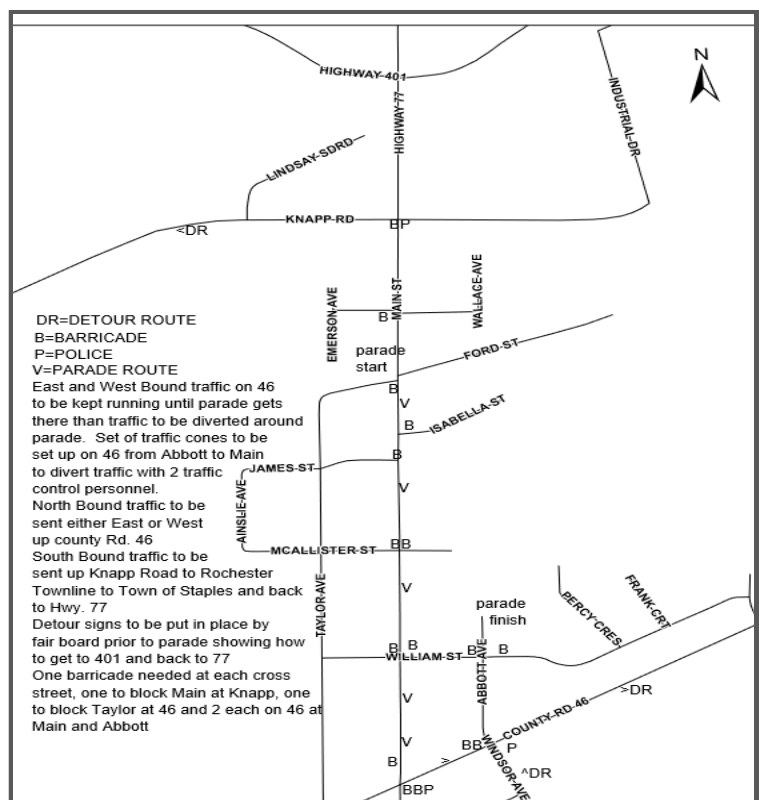 N
HIGHWAY 401
HIGHWAY 77
INDUSTRIAL DR
LINDSAY SDRD
KNAPP RD
BP
<DR
MAIN ST
WALLACE AVE
EMERSON AVE
B
parade
start
FORD ST
DR=DETOUR ROUTE
B=BARRICADE
P=POLICE
V=PARADE ROUTE
East and West Bound traffic on 46
to be kept running until parade gets
there than traffic to be diverted around
parade. Set of traffic cones to be
set up on 46 from Abbott to Main
to divert traffic with 2 traffic
control personnel.
North Bound traffic to be
sent either East or West
up county Rd. 46
South Bound traffic to be
sent up Knapp Road to Rochester
Townline to Town of Staples and back
to Hwy. 77
Detour signs to be put in place by
fair board prior to parade showing how
to get to 401 and back to 77
One barricade needed at each cross
street, one to block Main at Knapp, one
to block Taylor at 46 and 2 each on 46 at
Main and Abbott
B
V
B
ISABELLA ST
B
JAMES ST
V
AINSLIE AVE
MCALLISTER ST
BB
TAYLOR AVE
V
parade
finish
PERCY CRES
FRANK CRT
B
B
WILLIAM ST
B
B
ABBOTT AVE
>DR
V
COUNTY RD 46
V
BB
P
WINDSOR AVE
B
>
^DR
BBP